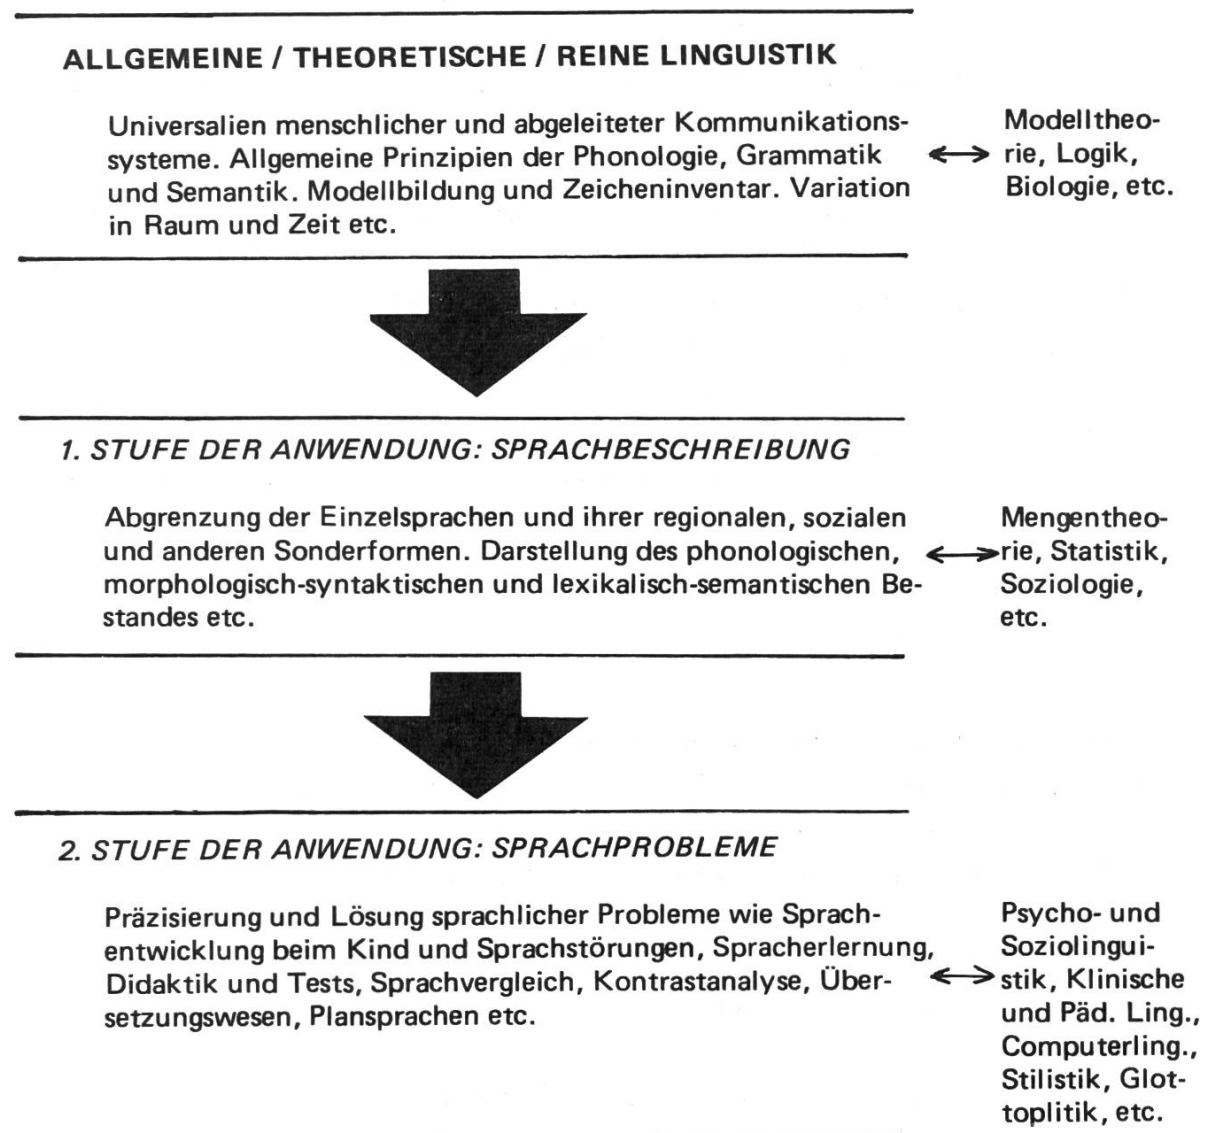 ALLGEMEINE / THEORETISCHE / REINE LINGUISTIK
Universalien menschlicher und abgeleiteter Kommunikations-
systeme. Allgemeine Prinzipien der Phonologie, Grammatik
und Semantik. Modellbildung und Zeicheninventar. Variation
in Raum und Zeit etc.
Modelltheo-
rie, Logik,
Biologie, etc.
1. STUFE DER ANWENDUNG: SPRACHBESCHREIBUNG
Abgrenzung der Einzelsprachen und ihrer regionalen, sozialen
und anderen Sonderformen. Darstellung des phonologischen,
morphologisch-syntaktischen und lexikalisch-semantischen Be-
standes etc.
Mengentheo-
rie, Statistik,
Soziologie,
etc.
2. STUFE DER ANWENDUNG: SPRACHPROBLEME
Präzisierung und Lösung sprachlicher Probleme wie Sprach-
entwicklung beim Kind und Sprachstörungen, Spracherlernung,
Didaktik und Tests, Sprachvergleich, Kontrastanalyse, Über-
setzungswesen, Plansprachen etc.
Psycho- und
Soziolingui-
stik, Klinische
und Päd. Ling.,
Computerling.,
Stilistik, Glot-
toplitik, etc.